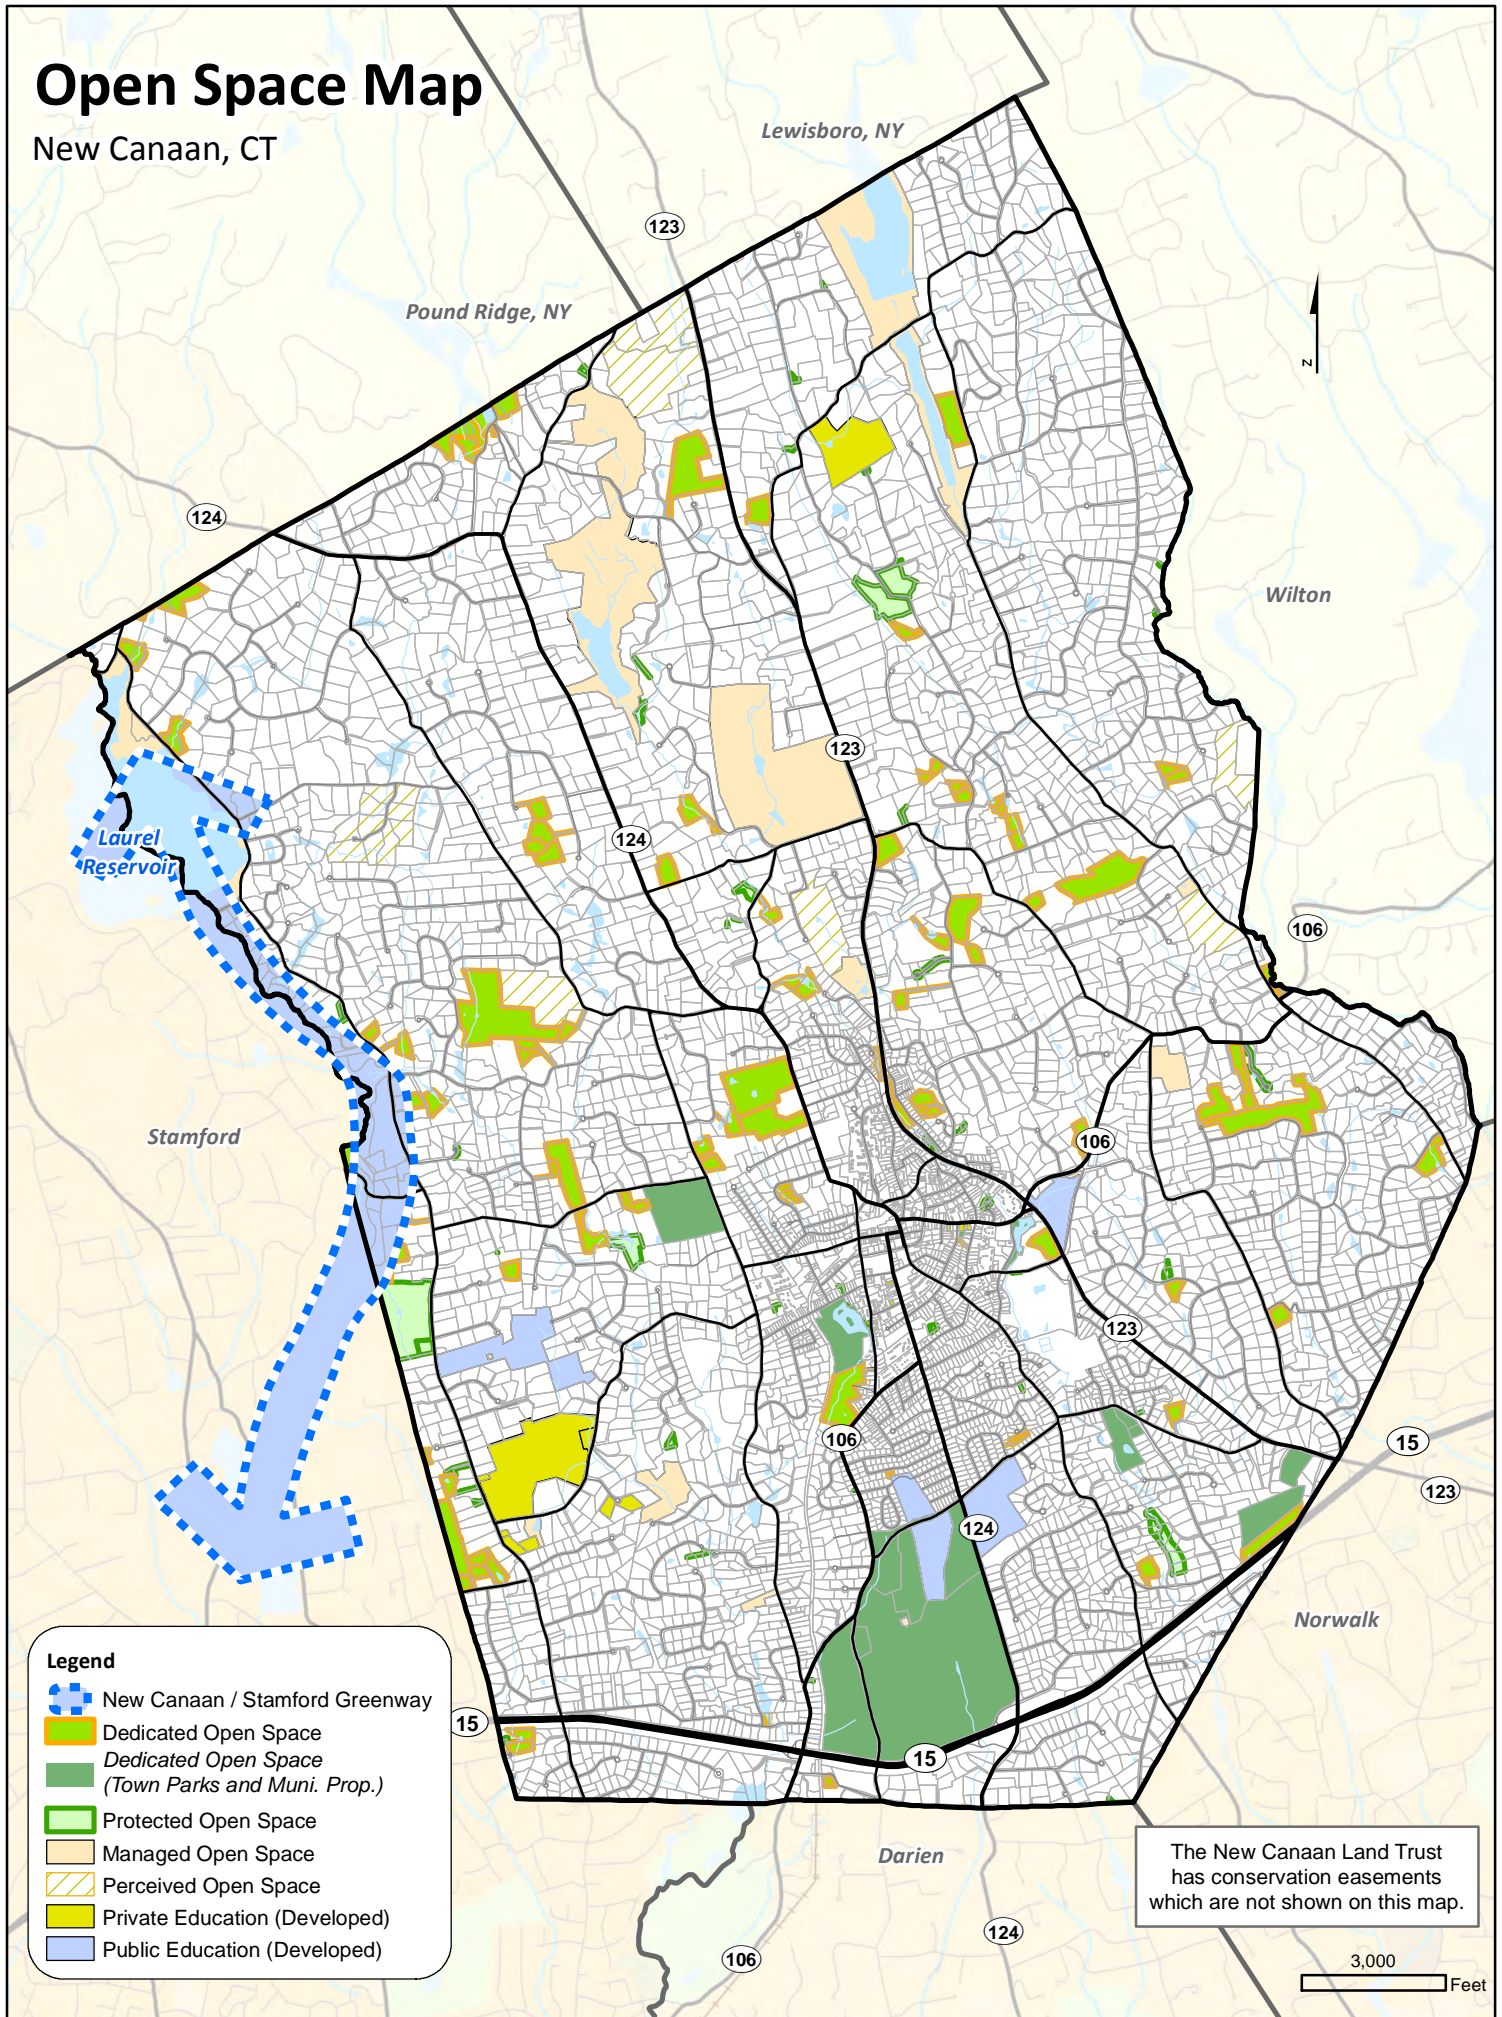 Open Space Map
New Canaan, CT
Lewisboro, NY
123
Pound Ridge, NY
N
124
Wilton
123
124
Laurel
Reservoir
106
Stamford
106
123
106
15
123
124
Norwalk
Legend
New Canaan / Stamford Greenway
Dedicated Open Space
Dedicated Open Space
(Town Parks and Muni. Prop.)
Protected Open Space
Managed Open Space
Perceived Open Space
Private Education (Developed)
Public Education (Developed)
15
15
Darien
The New Canaan Land Trust
has conservation easements
which are not shown on this map.
124
106
3,000
Feet